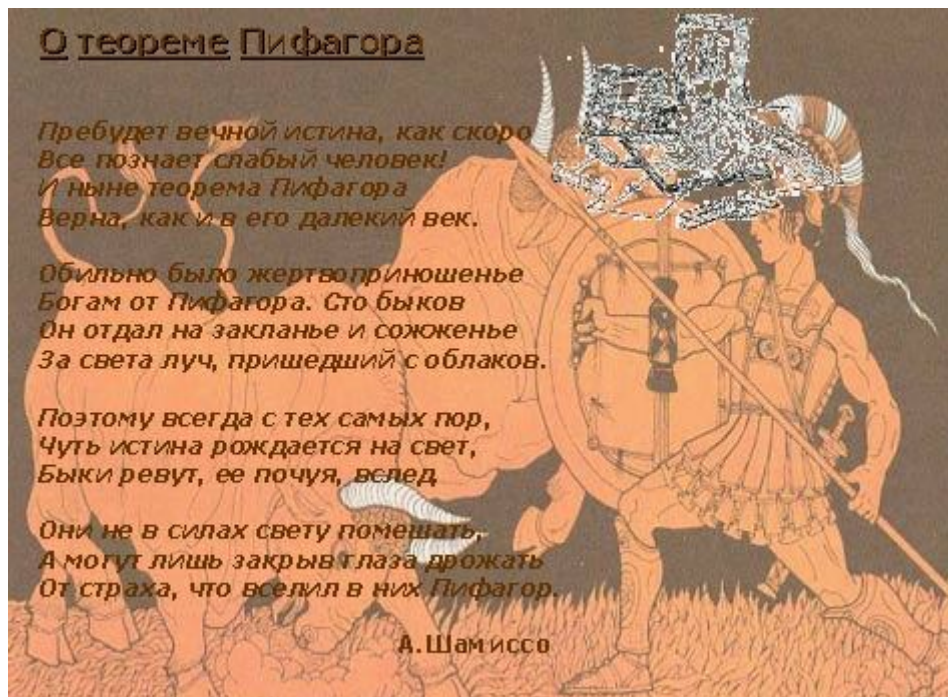 О теореме Пифагора
Пребудет вечной истина, как скоро
Все познает слабый человек!
И ныне теорема Пифагора
Верна, как и в его далекий век.
Обильно было жертвоприношенье
Богам от Пифагора. Сто быков
Он отдал на закланье и сожженье
За света луч, пришедший с облаков.
Поэтому всегда с тех самых пор,
Чуть истина рождается на свет,
Быки ревут, ее почуя, вслед.
Они не в силах свету помешать,
А могут лишь закрыв глаза дрожать
От страха, что вселил в них Пифагор.
А.Шамиссо